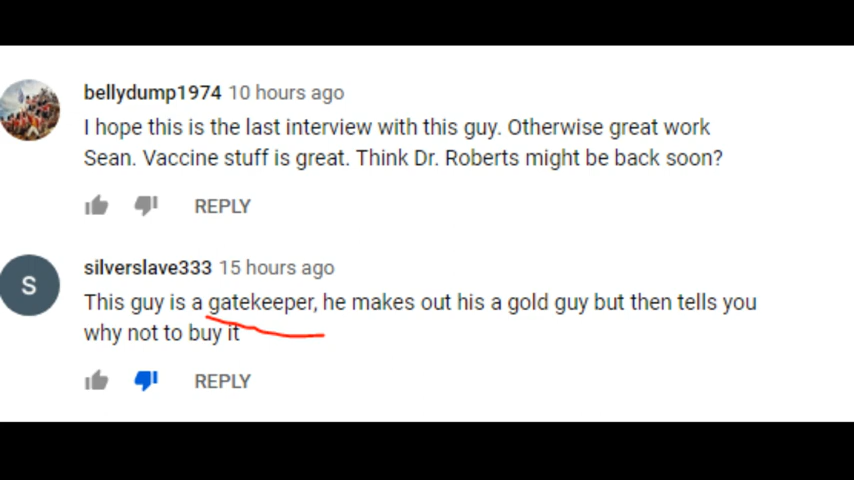 bellydump1974 10 hours ago
I hope this is the last interview with this guy. Otherwise great work
Sean. Vaccine stuff is great. Think Dr. Roberts might be back soon?
REPLY
S
silverslave333 15 hours ago
This guy is a gatekeeper, he makes out his a gold guy but then tells you
why not to buy it
REPLY